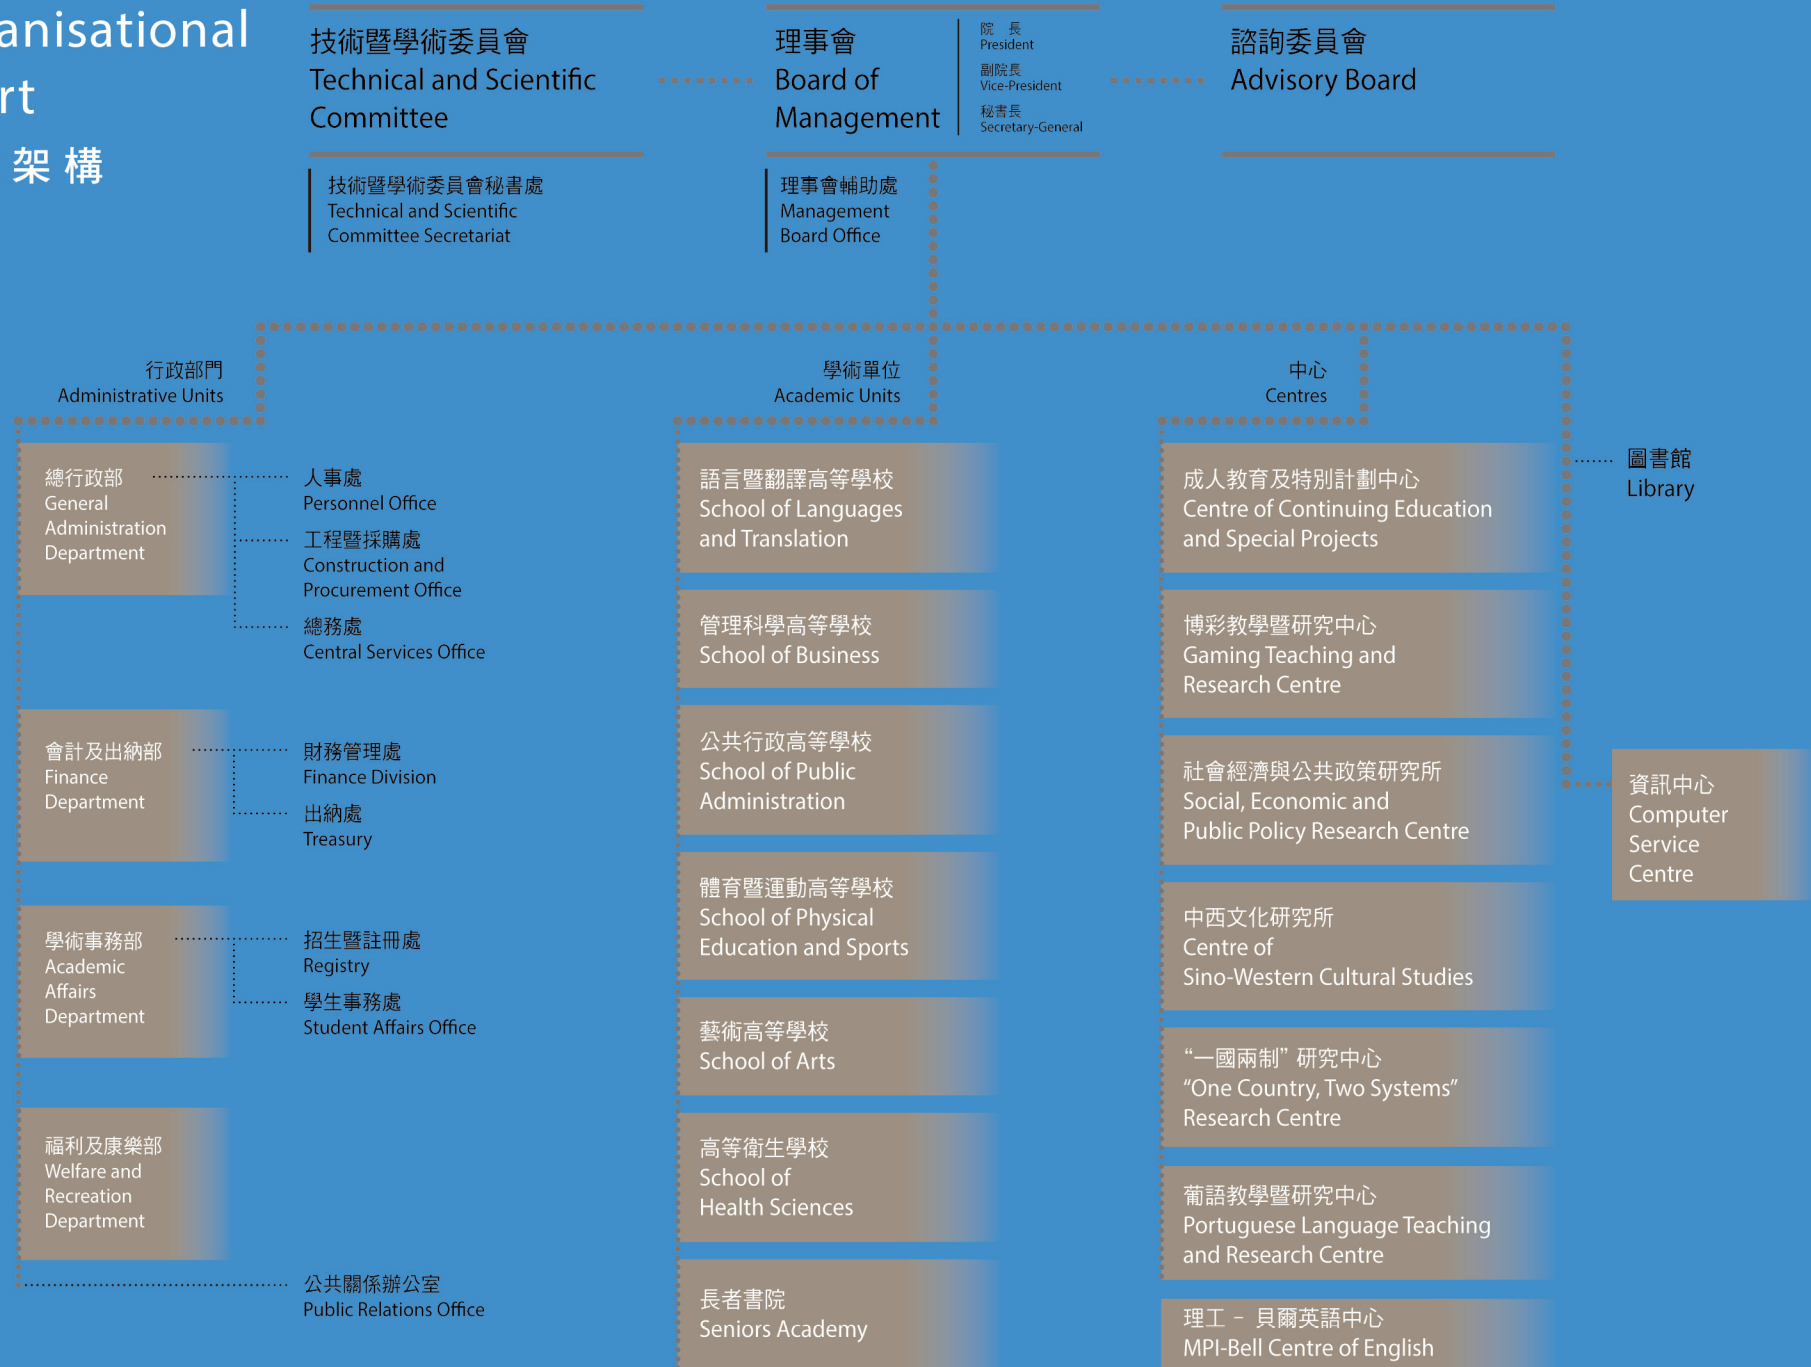 anisational
rt
架構
技術暨學術委員會
Technical and Scientific
Committee
技術暨學術委員會秘書處
Technical and Scientific
Committee Secretariat
理事會
Board of
Management
院 長
President
副院長
Vice-President
秘書長
Secretary-General
理事會輔助處
Management
Board Office
諮詢委員會
Advisory Board
行政部門
Administrative Units
總行政部
General
Administration
Department
人事處
Personnel Office
工程暨採購處
Construction and
Procurement Office
總務處
Central Services Office
會計及出納部
Finance
Department
財務管理處
Finance Division
出納處
Treasury
學術事務部
Academic
Affairs
Department
招生暨註冊處
Registry
學生事務處
Student Affairs Office
福利及康樂部
Welfare and
Recreation
Department
公共關係辦公室
Public Relations Office
學術單位
Academic Units
語言暨翻譯高等學校
School of Languages
and Translation
管理科學高等學校
School of Business
公共行政高等學校
School of Public
Administration
體育暨運動高等學校
School of Physical
Education and Sports
藝術高等學校
School of Arts
高等衛生學校
School of
Health Sciences
長者書院
Seniors Academy
中心
Centres
成人教育及特別計劃中心
Centre of Continuing Education
and Special Projects
博彩教學暨研究中心
Gaming Teaching and
Research Centre
社會經濟與公共政策研究所
Social, Economic and
Public Policy Research Centre
中西文化研究所
Centre of
Sino-Western Cultural Studies
“一國兩制” 研究中心
“One Country, Two Systems”
Research Centre
葡語教學暨研究中心
Portuguese Language Teaching
and Research Centre
理工 – 貝爾英語中心
MPI-Bell Centre of English
圖書館
Library
資訊中心
Computer
Service
Centre